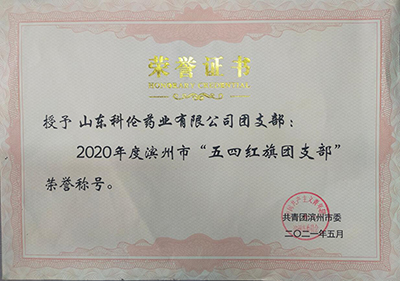 荣誉证书
授予 山东科伦药业有限公司团支部：
2020年度滨州市“五四红旗团支部”
荣誉称号。
共青团滨州市委
二〇二一年五月